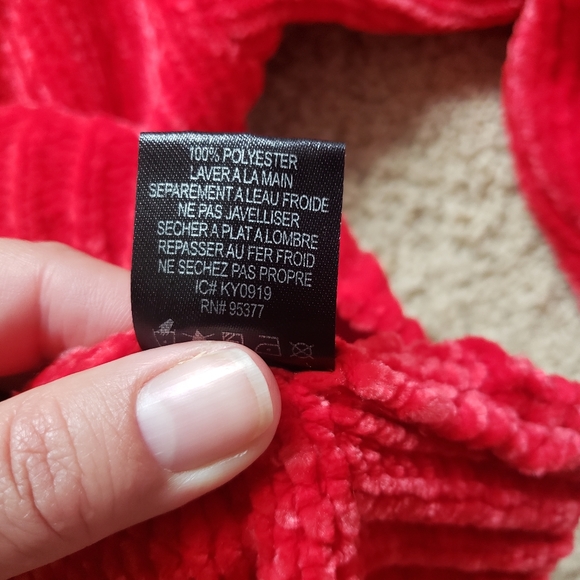 100% POLYESTER
LAVER A LA MAIN
SEPAREMENT A LEAU FROIDE
NE PAS JAVELLISER
SECHER A PLAT A LOMBRE
REPASSER AU FER FROID
NE SECHEZ PAS PROPRE
IC# KY0919
RN# 95377